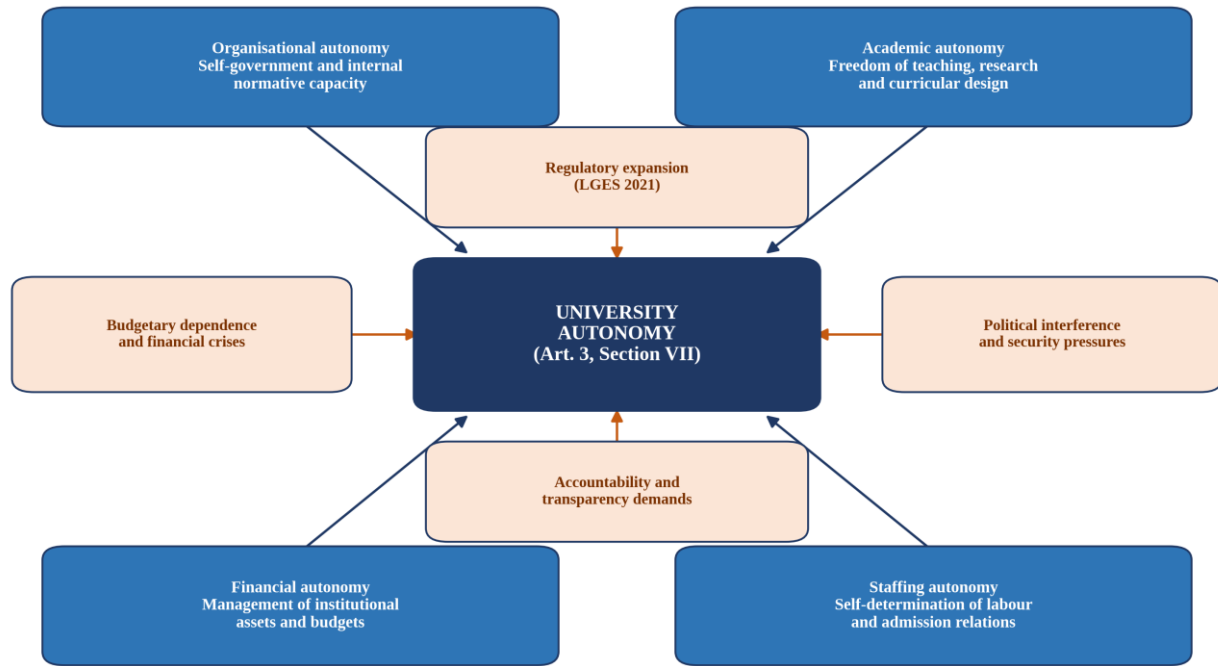 Organisational autonomy
Self-government and internal
normative capacity
Academic autonomy
Freedom of teaching, research
and curricular design
Regulatory expansion
(LGES 2021)
Budgetary dependence
and financial crises
UNIVERSITY
AUTONOMY
(Art. 3, Section VII)
Political interference
and security pressures
Accountability and
transparency demands
Financial autonomy
Management of institutional
assets and budgets
Staffing autonomy
Self-determination of labour
and admission relations